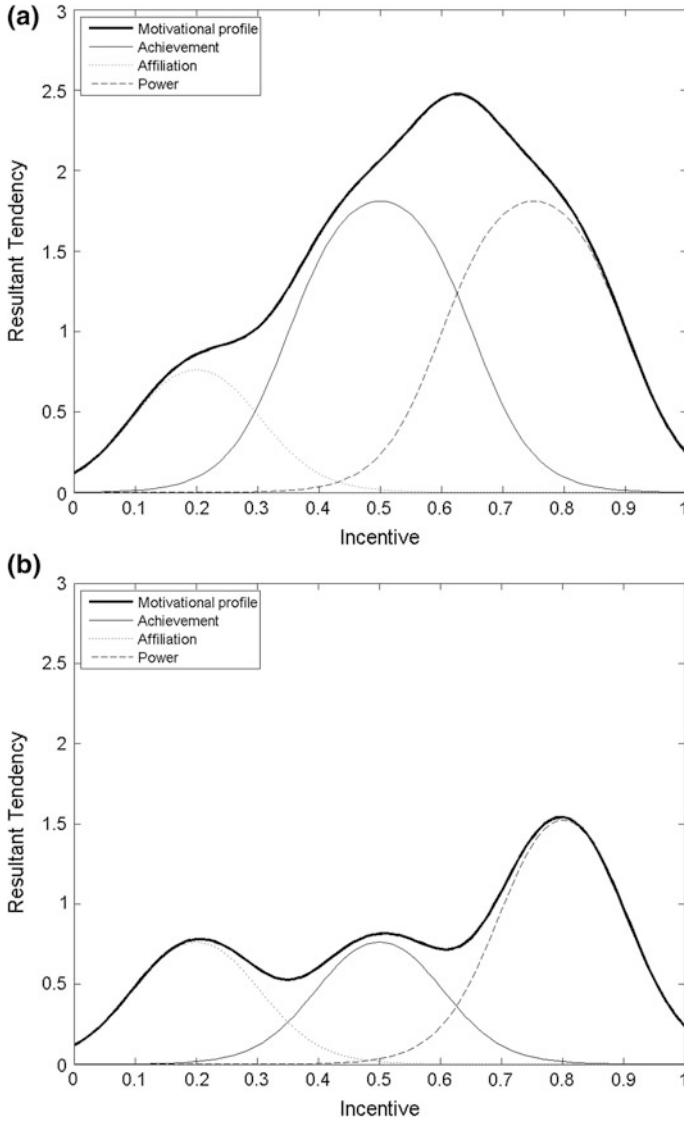 (a)
3
Motivational profile
Achievement
Affiliation
Power
2.5
2
1.5
1
0.5
0
Resultant Tendency
0 0.1 0.2 0.3 0.4 0.5 0.6 0.7 0.8 0.9 1
Incentive
(b)
3
Motivational profile
Achievement
Affiliation
Power
2.5
2
1.5
1
0.5
0
Resultant Tendency
0 0.1 0.2 0.3 0.4 0.5 0.6 0.7 0.8 0.9 1
Incentive